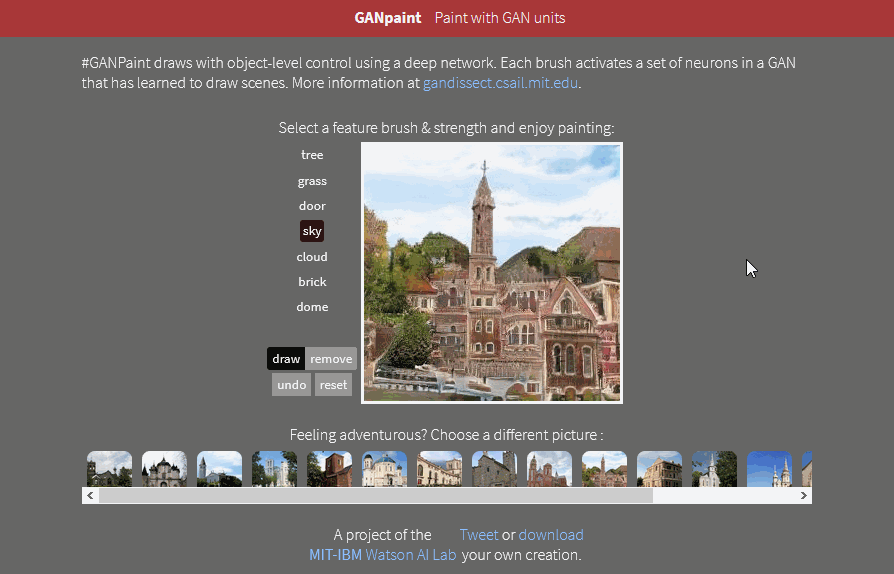 GANpaint Paint with GAN units
#GANPaint draws with object-level control using a deep network. Each brush activates a set of neurons in a GAN
that has learned to draw scenes. More information at gandissect.csail.mit.edu.
Select a feature brush & strength and enjoy painting:
tree
grass
door
sky
cloud
brick
dome
draw remove
undo reset
Feeling adventurous? Choose a different picture :
A project of the Tweet or download
MIT-IBM Watson AI Lab your own creation.